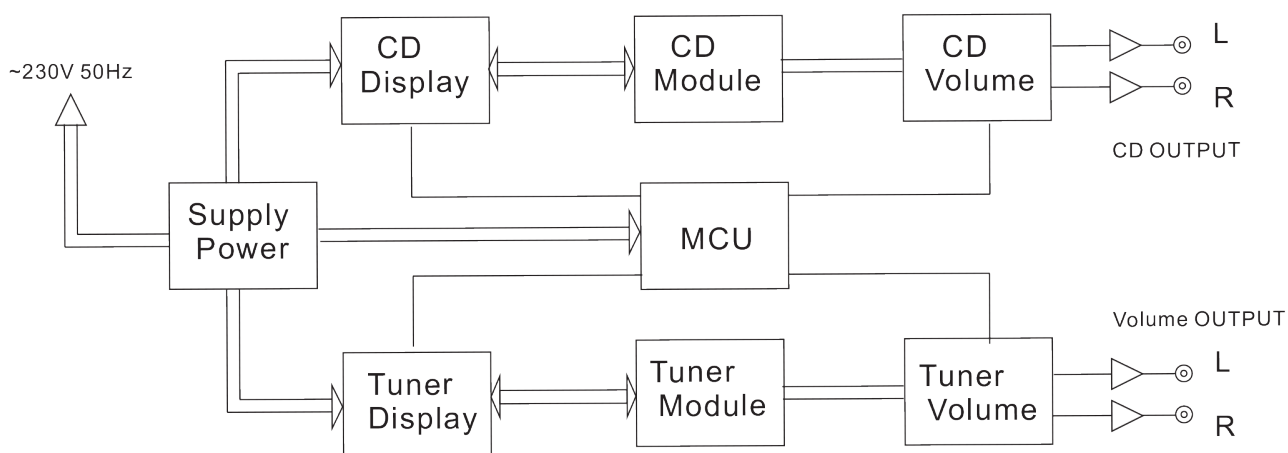 ~230V 50Hz
CD
Display
CD
Module
CD
Volume
L
R
CD OUTPUT
Supply
Power
MCU
Volume OUTPUT
Tuner
Display
Tuner
Module
Tuner
Volume
L
R